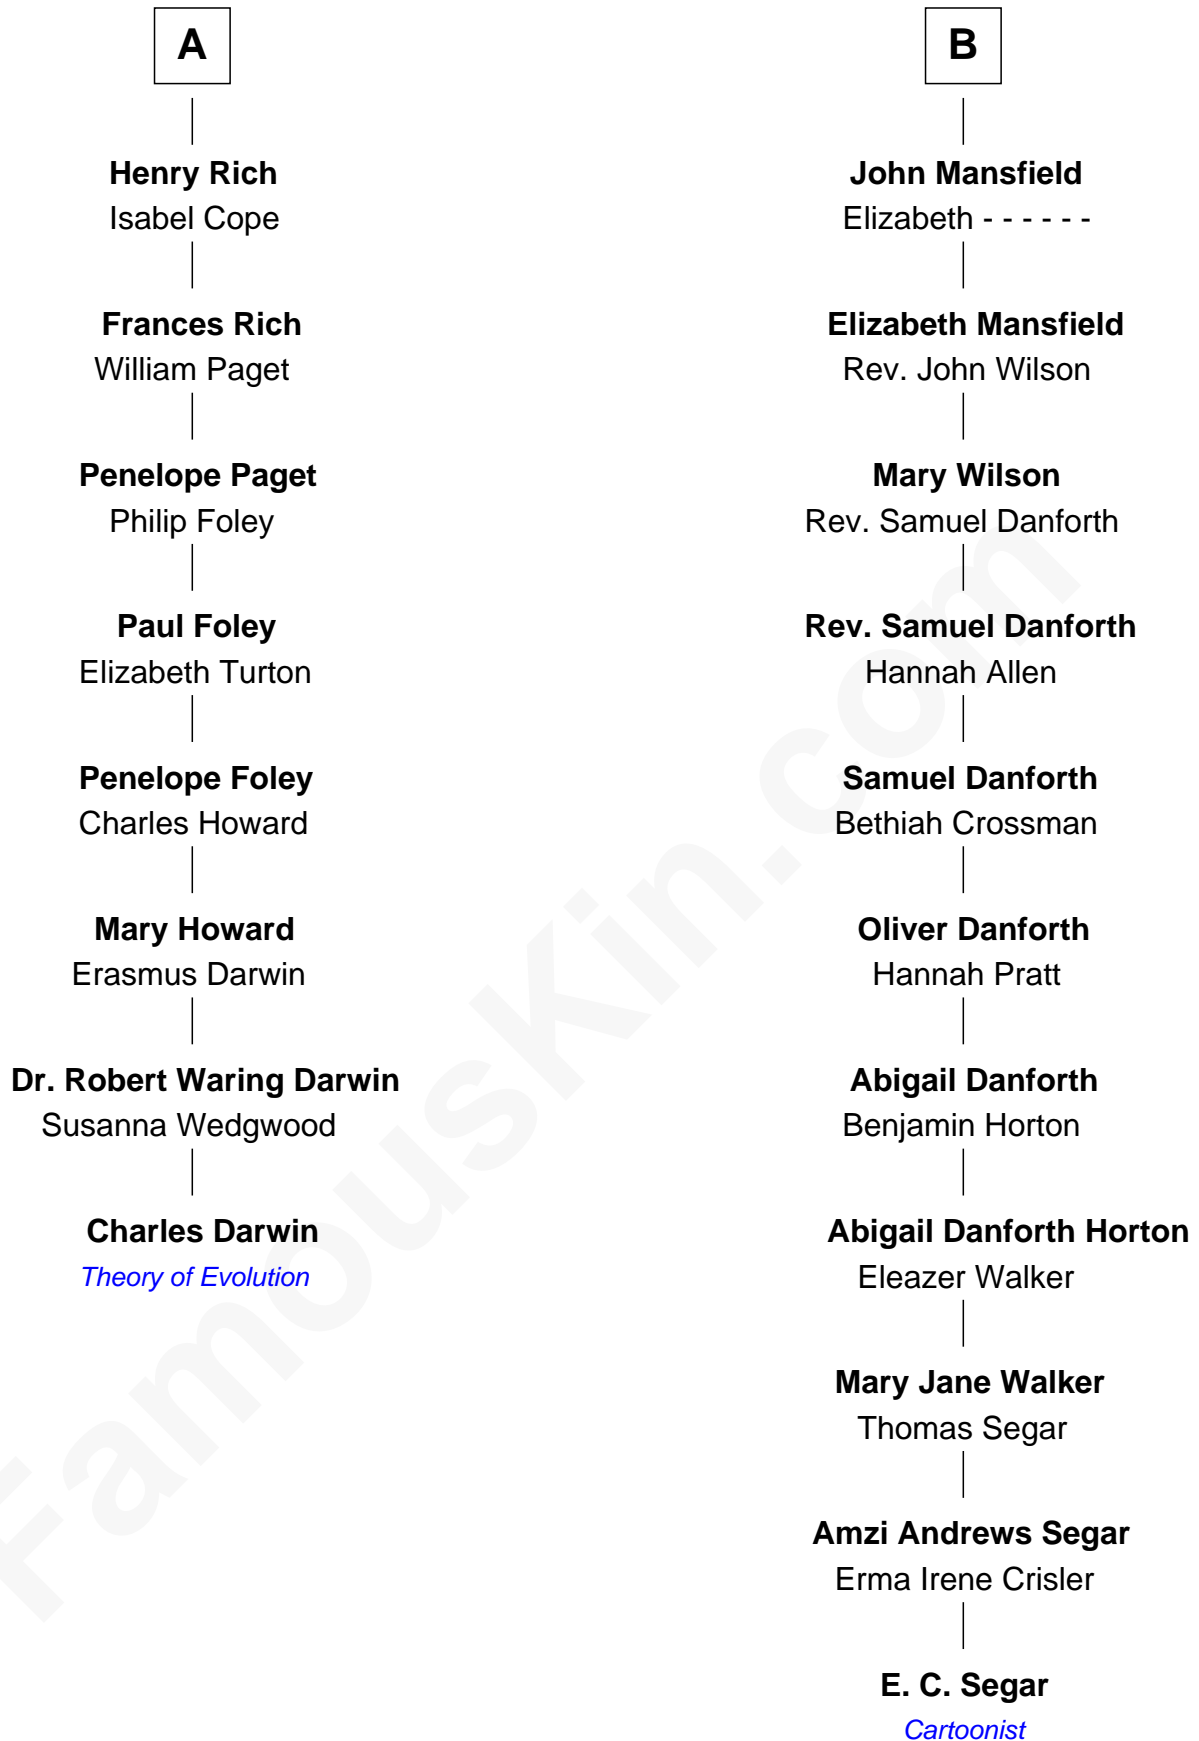 A
Henry Rich
Isabel Cope
Frances Rich
William Paget
Penelope Paget
Philip Foley
Paul Foley
Elizabeth Turton
Penelope Foley
Charles Howard
Mary Howard
Erasmus Darwin
Dr. Robert Waring Darwin
Susanna Wedgwood
Charles Darwin
Theory of Evolution
B
John Mansfield
Elizabeth - - - - - -
Elizabeth Mansfield
Rev. John Wilson
Mary Wilson
Rev. Samuel Danforth
Rev. Samuel Danforth
Hannah Allen
Samuel Danforth
Bethiah Crossman
Oliver Danforth
Hannah Pratt
Abigail Danforth
Benjamin Horton
Abigail Danforth Horton
Eleazer Walker
Mary Jane Walker
Thomas Segar
Amzi Andrews Segar
Erma Irene Crisler
E. C. Segar
Cartoonist
FamousKin.com